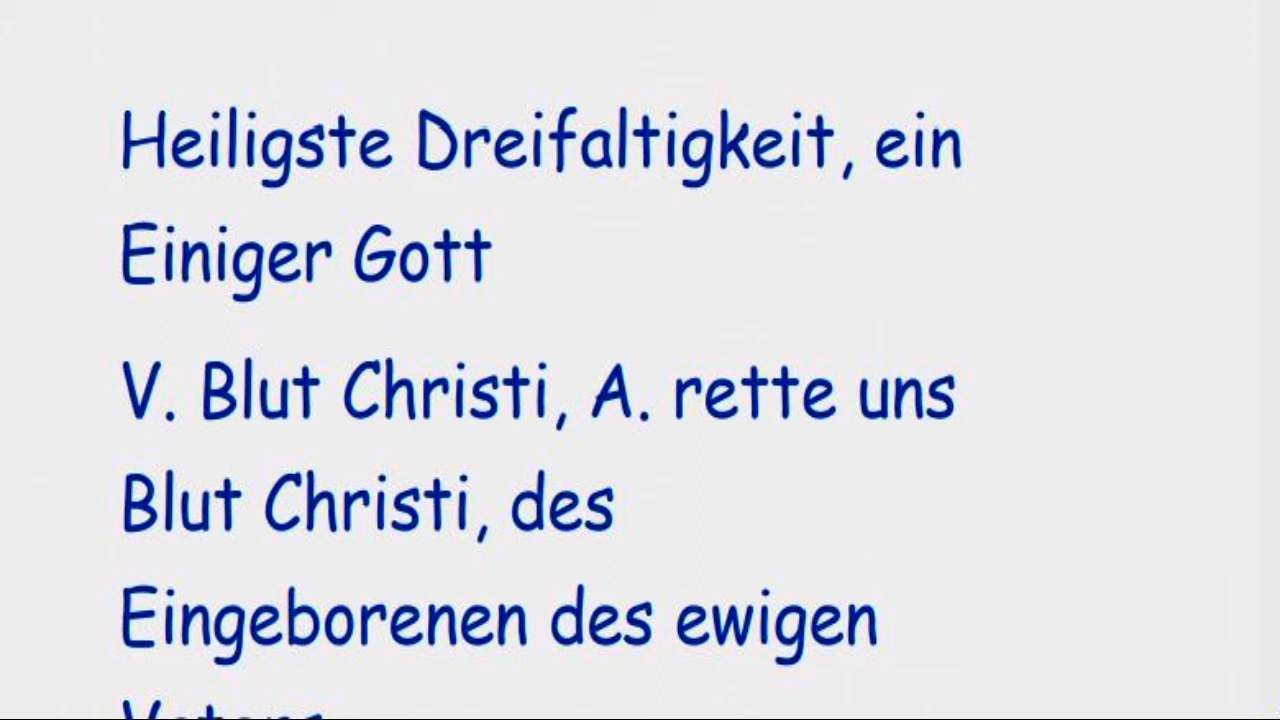 Heiligste Dreifaltigkeit, ein
Einiger Gott
V. Blut Christi, A. rette uns
Blut Christi, des
Eingeborenen des ewigen